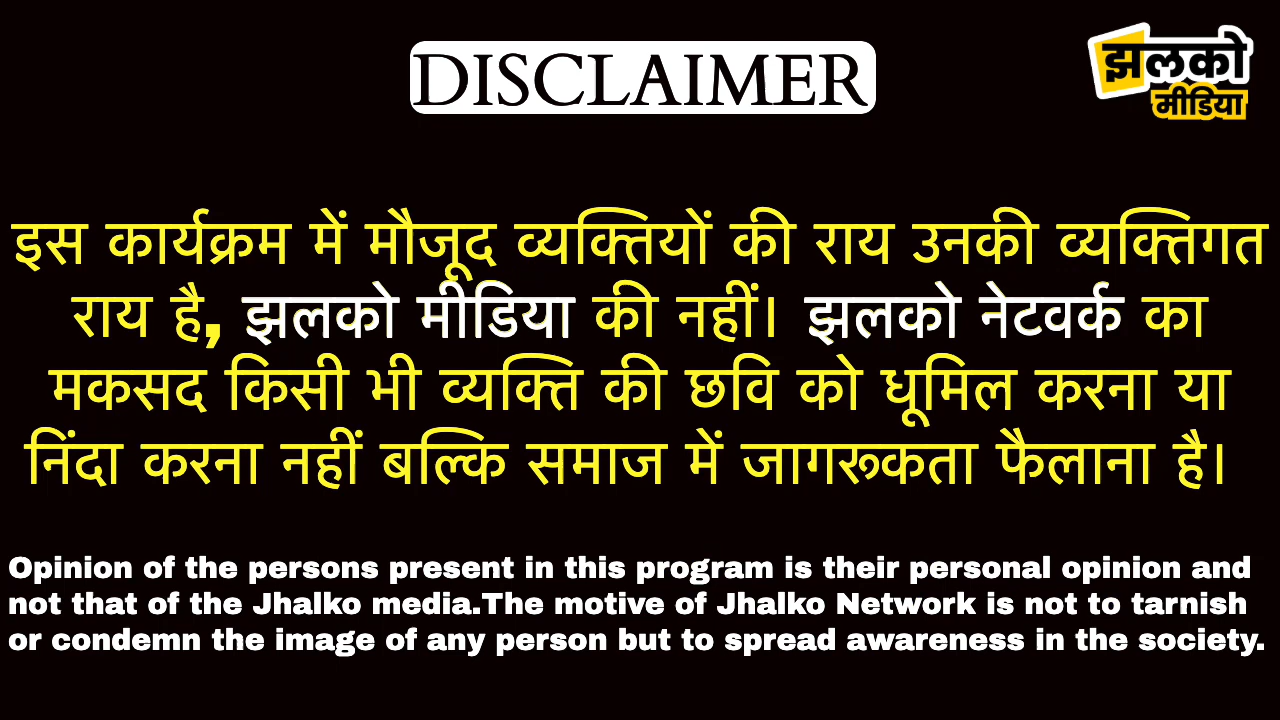 DISCLAIMER
झलको
मीडिया
इस कार्यक्रम में मौजूद व्यक्तियों की राय उनकी व्यक्तिगत
राय है, झलको मीडिया की नहीं। झलको नेटवर्क का
मकसद किसी भी व्यक्ति की छवि को धूमिल करना या
निंदा करना नहीं बल्कि समाज में जागरूकता फैलाना है।
Opinion of the persons present in this program is their personal opinion and
not that of the Jhalko media.The motive of Jhalko Network is not to tarnish
or condemn the image of any person but to spread awareness in the society.